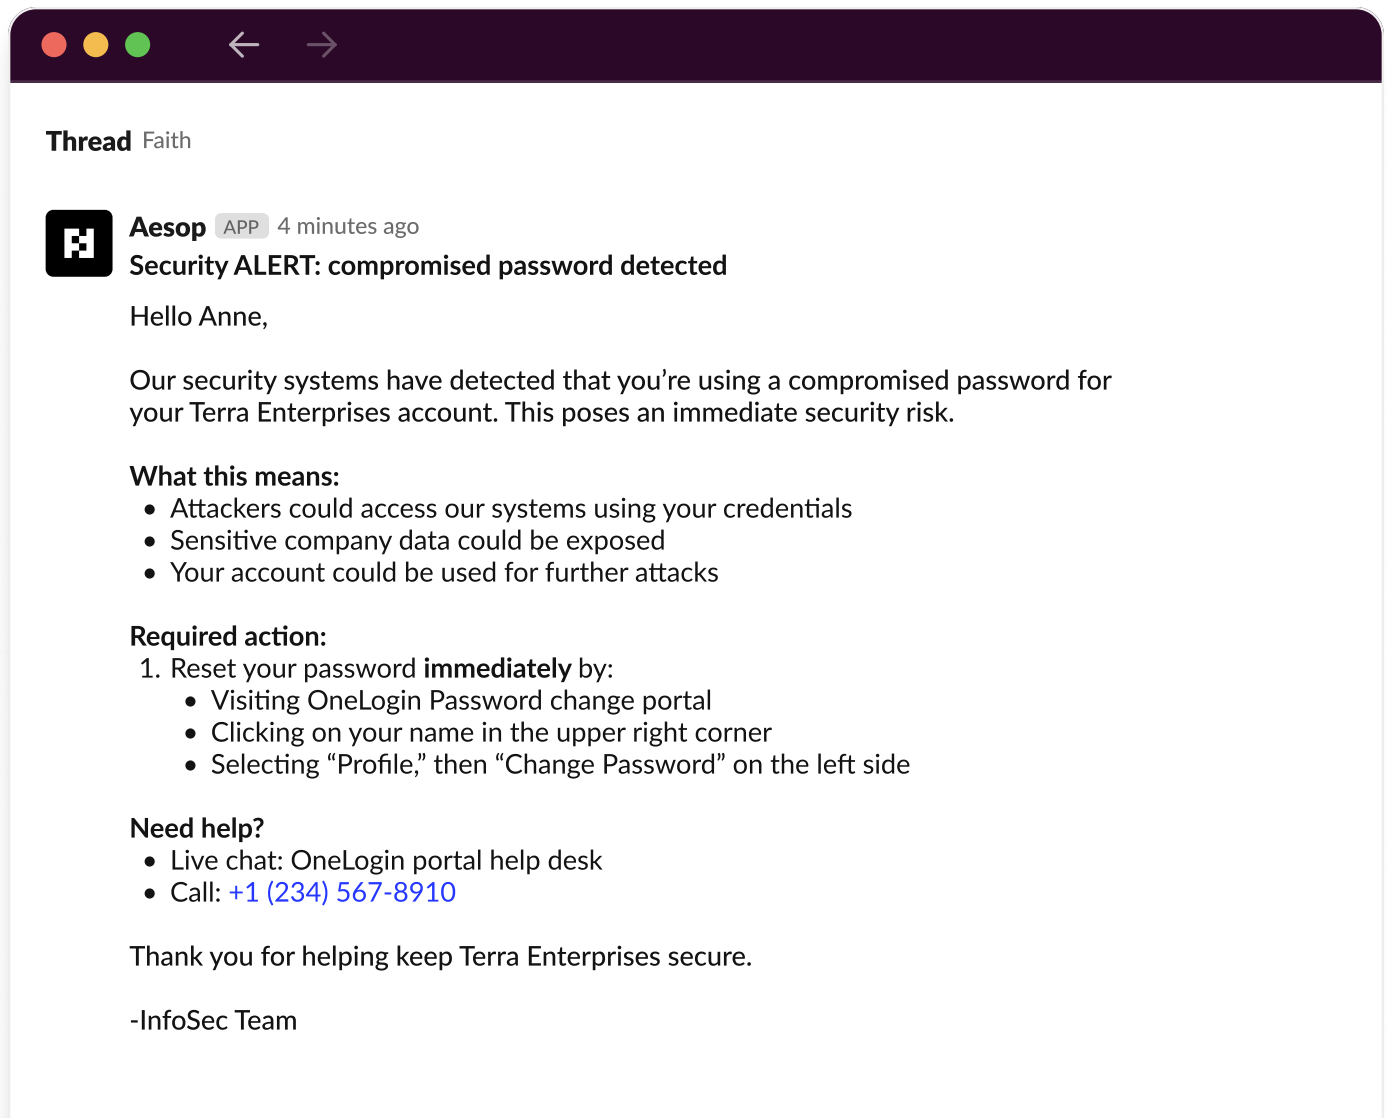 Thread Faith
Aesop APP 4 minutes ago
Security ALERT: compromised password detected
Hello Anne,
Our security systems have detected that you’re using a compromised password for
your Terra Enterprises account. This poses an immediate security risk.
What this means:
• Attackers could access our systems using your credentials
• Sensitive company data could be exposed
• Your account could be used for further attacks
Required action:
1. Reset your password immediately by:
• Visiting OneLogin Password change portal
• Clicking on your name in the upper right corner
• Selecting “Profile,” then “Change Password” on the left side
Need help?
• Live chat: OneLogin portal help desk
• Call: +1 (234) 567-8910
Thank you for helping keep Terra Enterprises secure.
-InfoSec Team